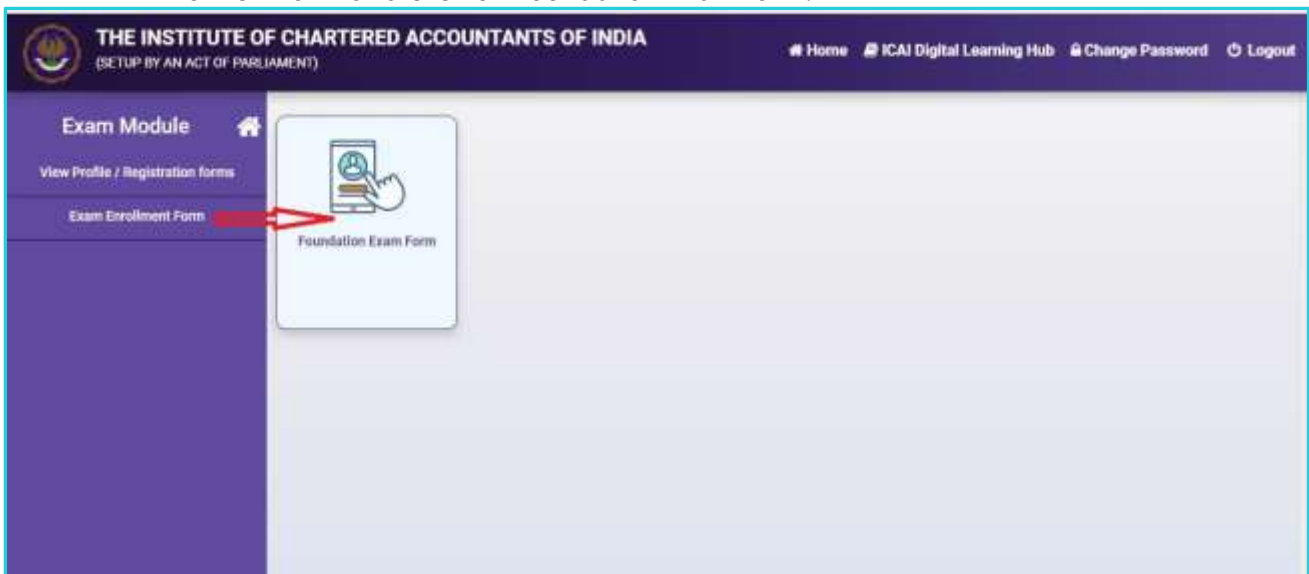 THE INSTITUTE OF CHARTERED ACCOUNTANTS OF INDIA
(SETUP BY AN ACT OF PARLIAMENT)
Home ICAI Digital Learning Hub Change Password Logout
Exam Module
View Profile / Registration forms
Exam Enrollment Form
Foundation Exam Form